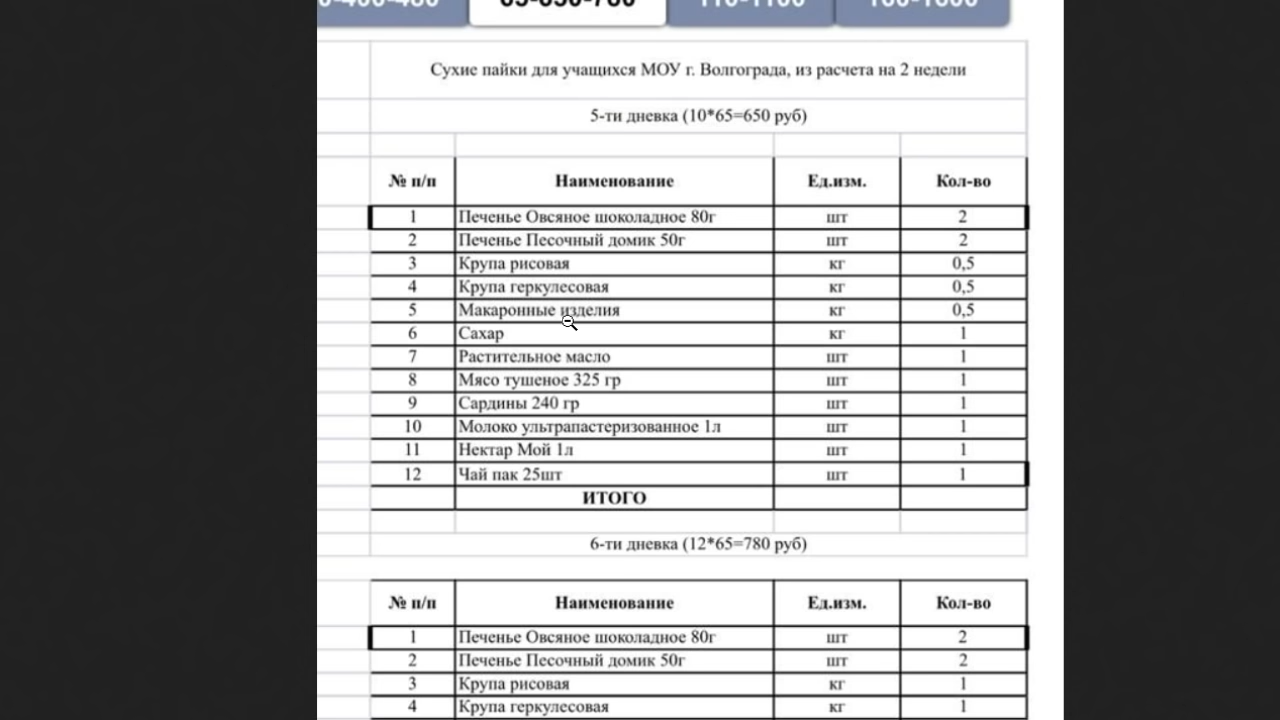 65-650-780
110-1100
Сухие пайки для учащихся МОУ г. Волгограда, из расчета на 2 недели
5-ти дневка (10*65=650 руб)
№ п/п Наименование Ед.изм. Кол-во
1 Печенье Овсяное шоколадное 80г шт 2
2 Печенье Песочный домик 50г шт 2
3 Крупа рисовая кг 0,5
4 Крупа геркулесовая кг 0,5
5 Макаронные изделия кг 0,5
6 Сахар кг 1
7 Растительное масло шт 1
8 Мясо тушеное 325 гр шт 1
9 Сардины 240 гр шт 1
10 Молоко ультрапастеризованное 1л шт 1
11 Нектар Мой 1л шт 1
12 Чай пак 25шт шт 1
ИТОГО
6-ти дневка (12*65=780 руб)
№ п/п Наименование Ед.изм. Кол-во
1 Печенье Овсяное шоколадное 80г шт 2
2 Печенье Песочный домик 50г шт 2
3 Крупа рисовая кг 1
4 Крупа геркулесовая кг 1